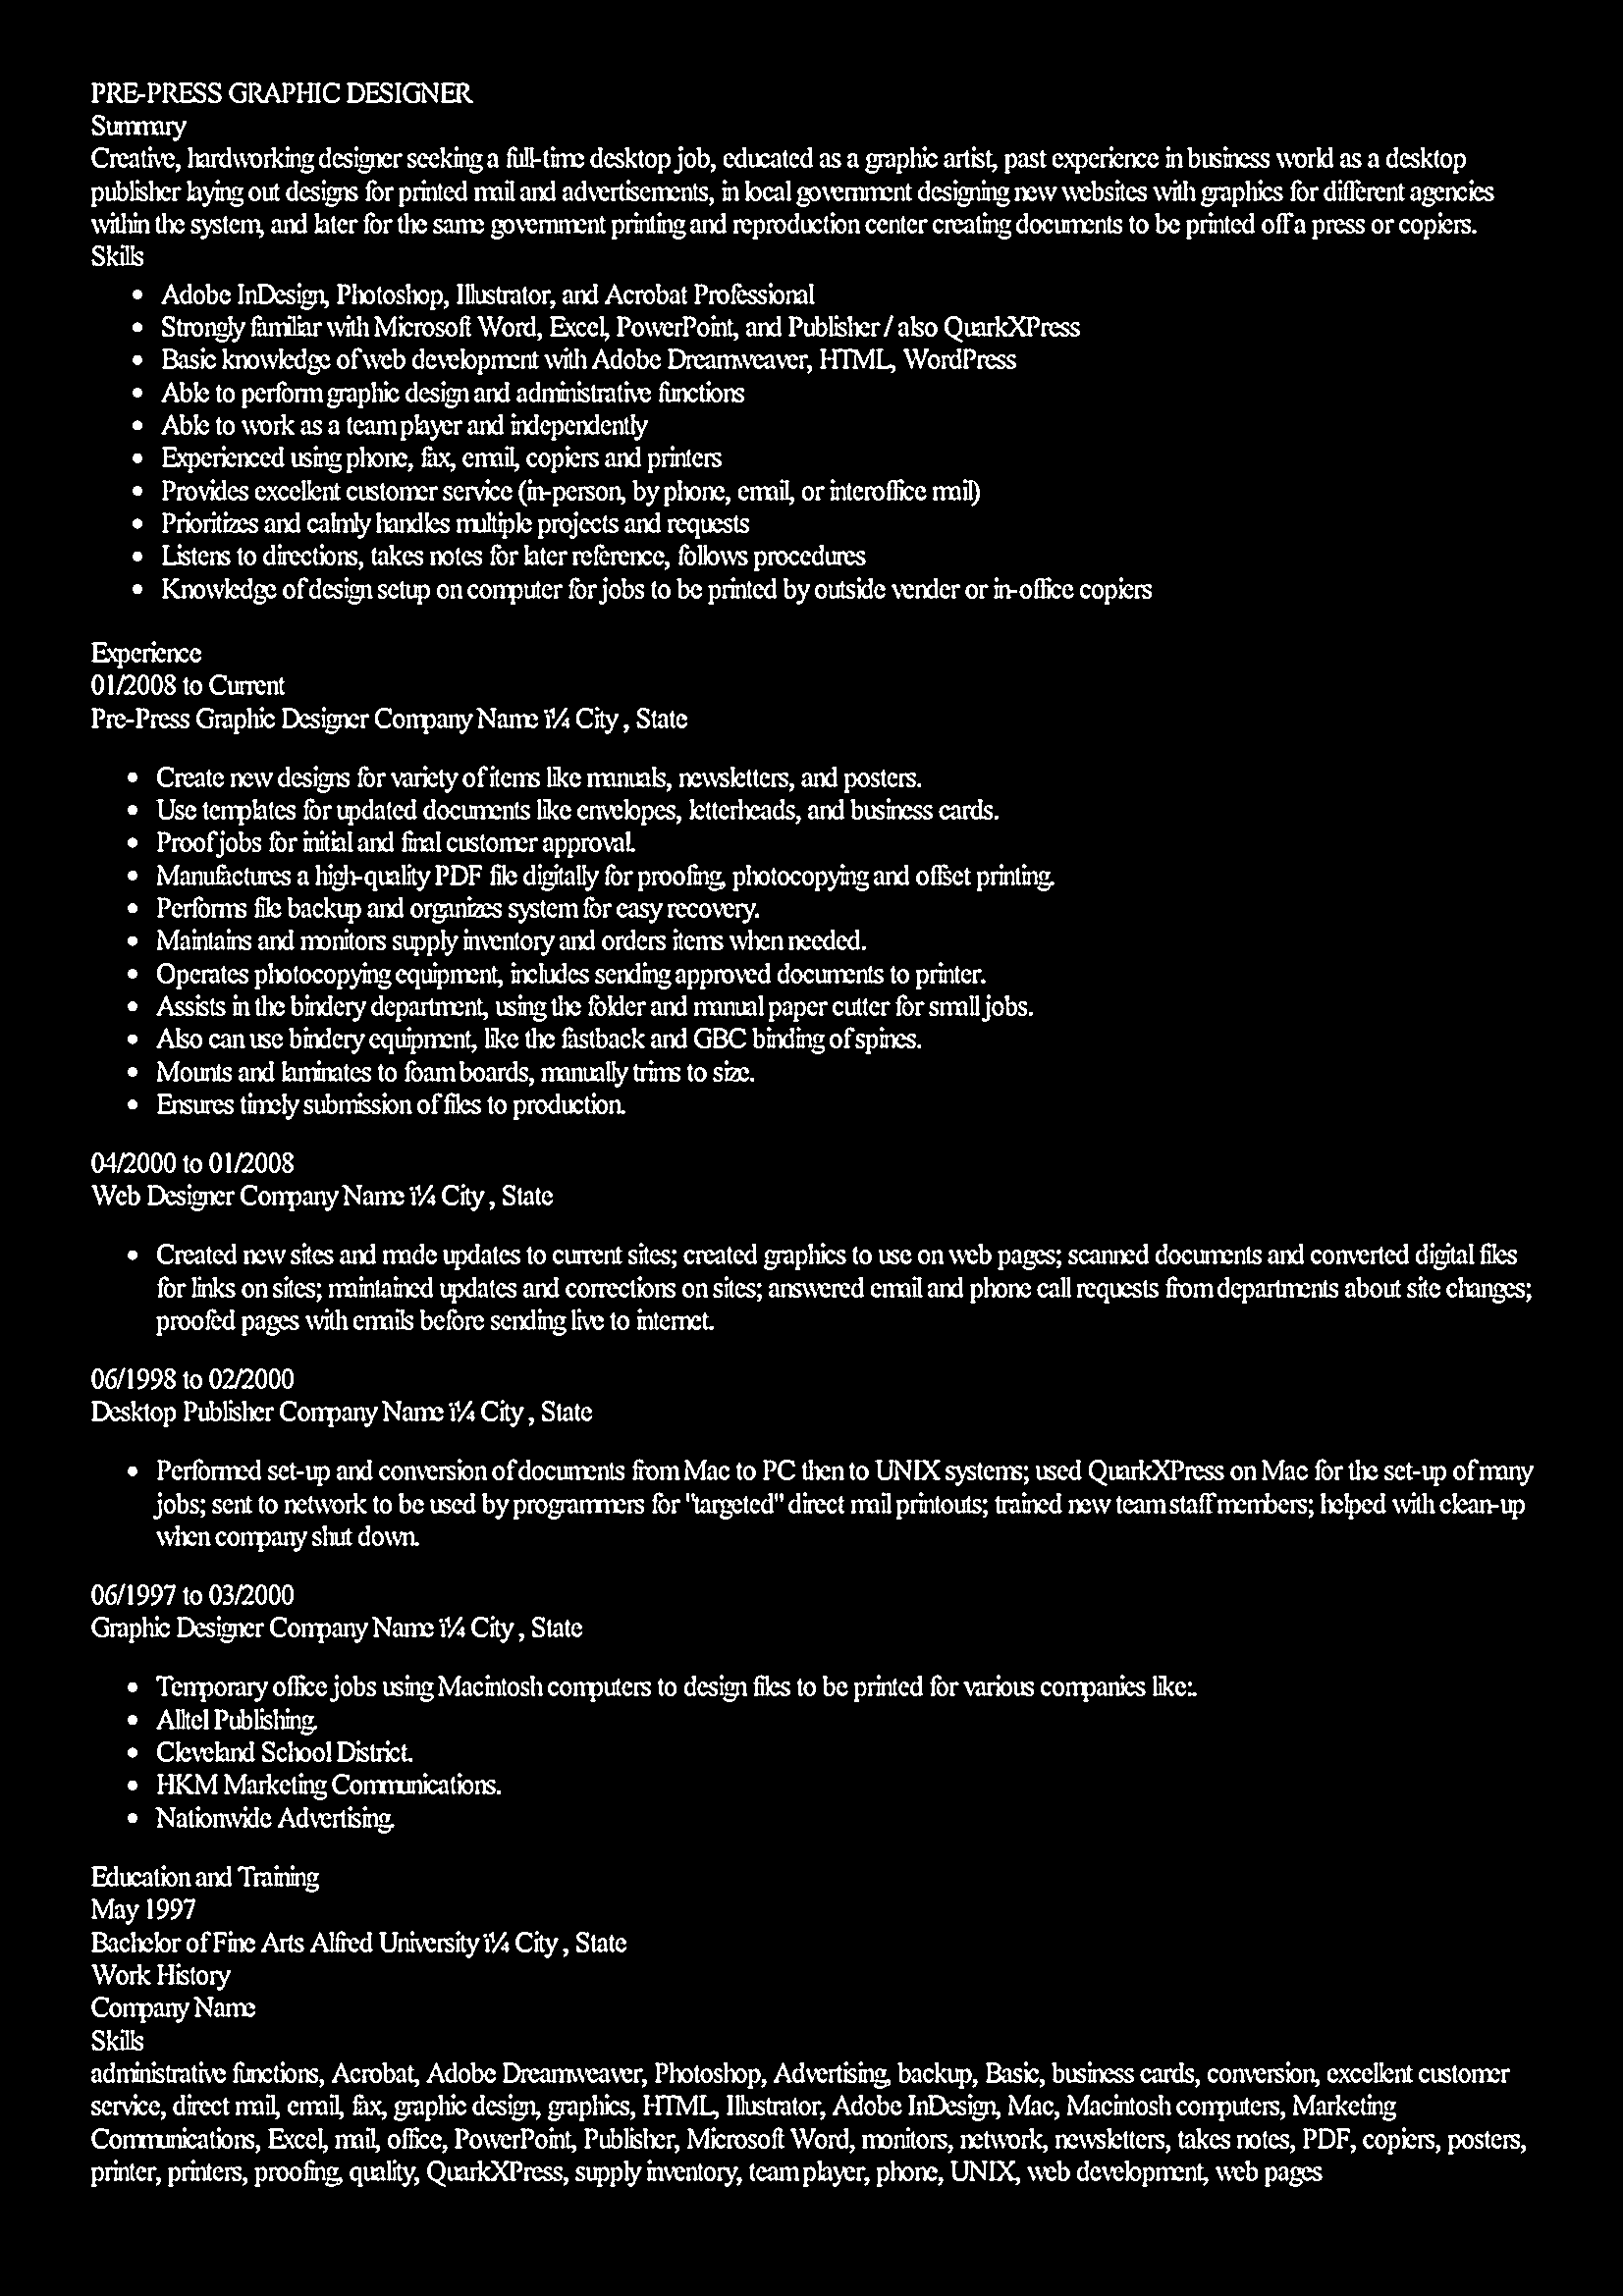 PRE-PRESS GRAPHIC DESIGNER
Summary
Creative, hardworking designer seeking a full-time desktop job, educated as a graphic artist, past experience in business world as a desktop
publisher laying out designs for printed mail and advertisements, in local government designing new websites with graphics for different agencies
within the system, and later for the same government printing and reproduction center creating documents to be printed off a press or copiers.
Skills
• Adobe InDesign, Photoshop, Illustrator, and Acrobat Professional
• Strongly familiar with Microsoft Word, Excel, PowerPoint, and Publisher / also QuarkXPress
• Basic knowledge of web development with Adobe Dreamweaver, HTML, WordPress
• Able to perform graphic design and administrative functions
• Able to work as a team player and independently
• Experienced using phone, fax, email, copiers and printers
• Provides excellent customer service (in-person, by phone, email, or interoffice mail)
• Prioritizes and calmly handles multiple projects and requests
• Listens to directions, takes notes for later reference, follows procedures
• Knowledge of design setup on computer for jobs to be printed by outside vender or in-office copiers
Experience
01/2008 to Current
Pre-Press Graphic Designer Company Name ï¼ City , State
• Create new designs for variety of items like manuals, newsletters, and posters.
• Use templates for updated documents like envelopes, letterheads, and business cards.
• Proof jobs for initial and final customer approval.
• Manufactures a high-quality PDF file digitally for proofing, photocopying and offset printing.
• Performs file backup and organizes system for easy recovery.
• Maintains and monitors supply inventory and orders items when needed.
• Operates photocopying equipment, includes sending approved documents to printer.
• Assists in the bindery department, using the folder and manual paper cutter for small jobs.
• Also can use bindery equipment, like the fastback and GBC binding of spines.
• Mounts and laminates to foam boards, manually trims to size.
• Ensures timely submission of files to production.
04/2000 to 01/2008
Web Designer Company Name ï¼ City , State
• Created new sites and made updates to current sites; created graphics to use on web pages; scanned documents and converted digital files
for links on sites; maintained updates and corrections on sites; answered email and phone call requests from departments about site changes;
proofed pages with emails before sending live to internet.
06/1998 to 02/2000
Desktop Publisher Company Name ï¼ City , State
• Performed set-up and conversion of documents from Mac to PC then to UNIX systems; used QuarkXPress on Mac for the set-up of many
jobs; sent to network to be used by programmers for "targeted" direct mail printouts; trained new team staff members; helped with clean-up
when company shut down.
06/1997 to 03/2000
Graphic Designer Company Name ï¼ City , State
• Temporary office jobs using Macintosh computers to design files to be printed for various companies like:.
• Alltel Publishing.
• Cleveland School District.
• HKM Marketing Communications.
• Nationwide Advertising.
Education and Training
May 1997
Bachelor of Fine Arts Alfred University ï¼ City , State
Work History
Company Name
Skills
administrative functions, Acrobat, Adobe Dreamweaver, Photoshop, Advertising, backup, Basic, business cards, conversion, excellent customer
service, direct mail, email, fax, graphic design, graphics, HTML, Illustrator, Adobe InDesign, Mac, Macintosh computers, Marketing
Communications, Excel, mail, office, PowerPoint, Publisher, Microsoft Word, monitors, network, newsletters, takes notes, PDF, copiers, posters,
printer, printers, proofing, quality, QuarkXPress, supply inventory, team player, phone, UNIX, web development, web pages